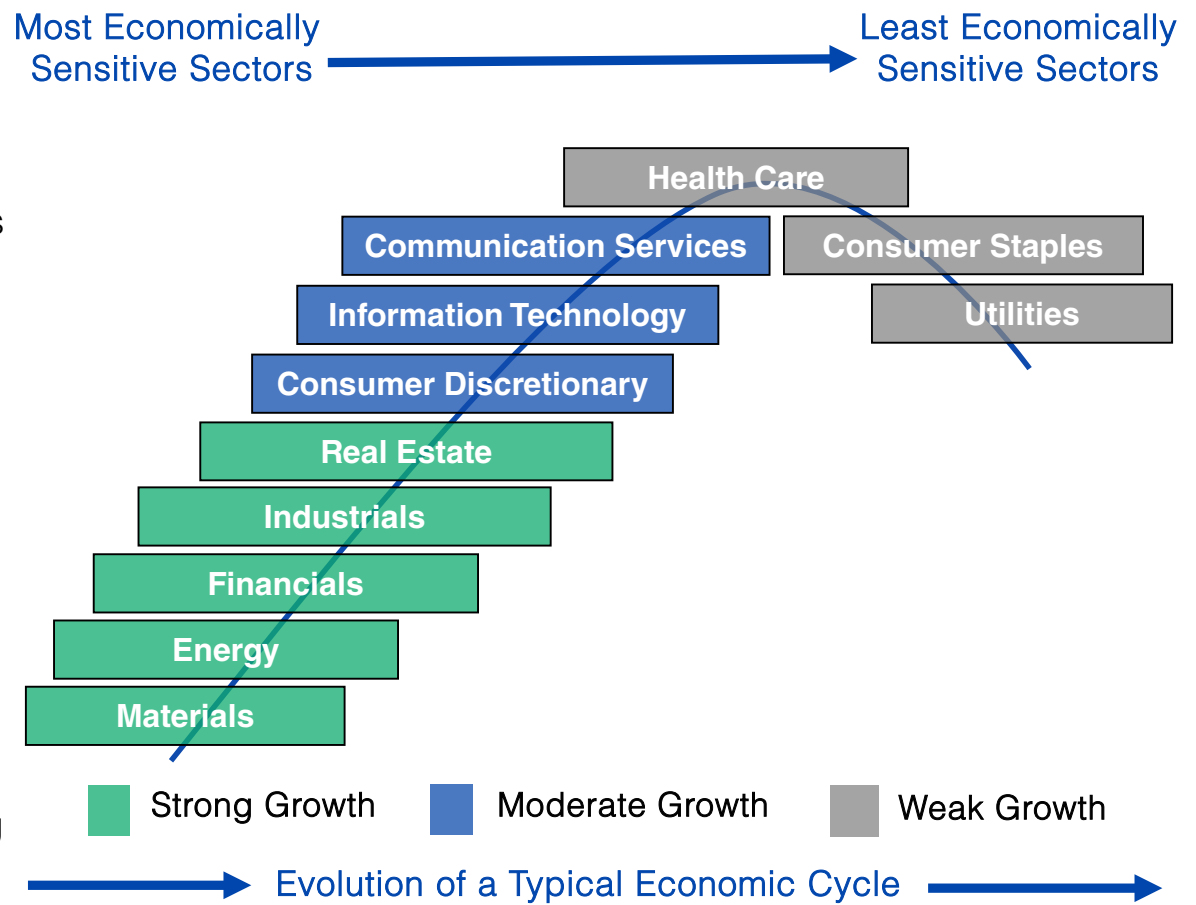 Most Economically
Sensitive Sectors
Least Economically
Sensitive Sectors
Health Care
Communication Services
Consumer Staples
Information Technology
Utilities
Consumer Discretionary
Real Estate
Industrials
Financials
Energy
Materials
Strong Growth
Moderate Growth
Weak Growth
Evolution of a Typical Economic Cycle